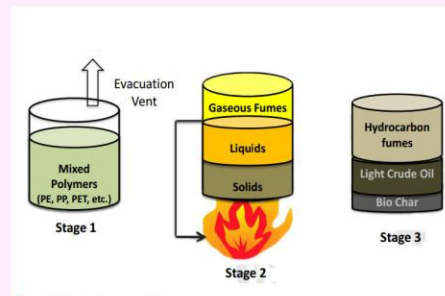 Evacuation
Vent
Mixed
Polymers
(PE, PP, PET, etc.)
Stage 1
Gaseous Fumes
Liquids
Solids
Stage 2
Hydrocarbon
fumes
Light Crude Oil
Bio Char
Stage 3